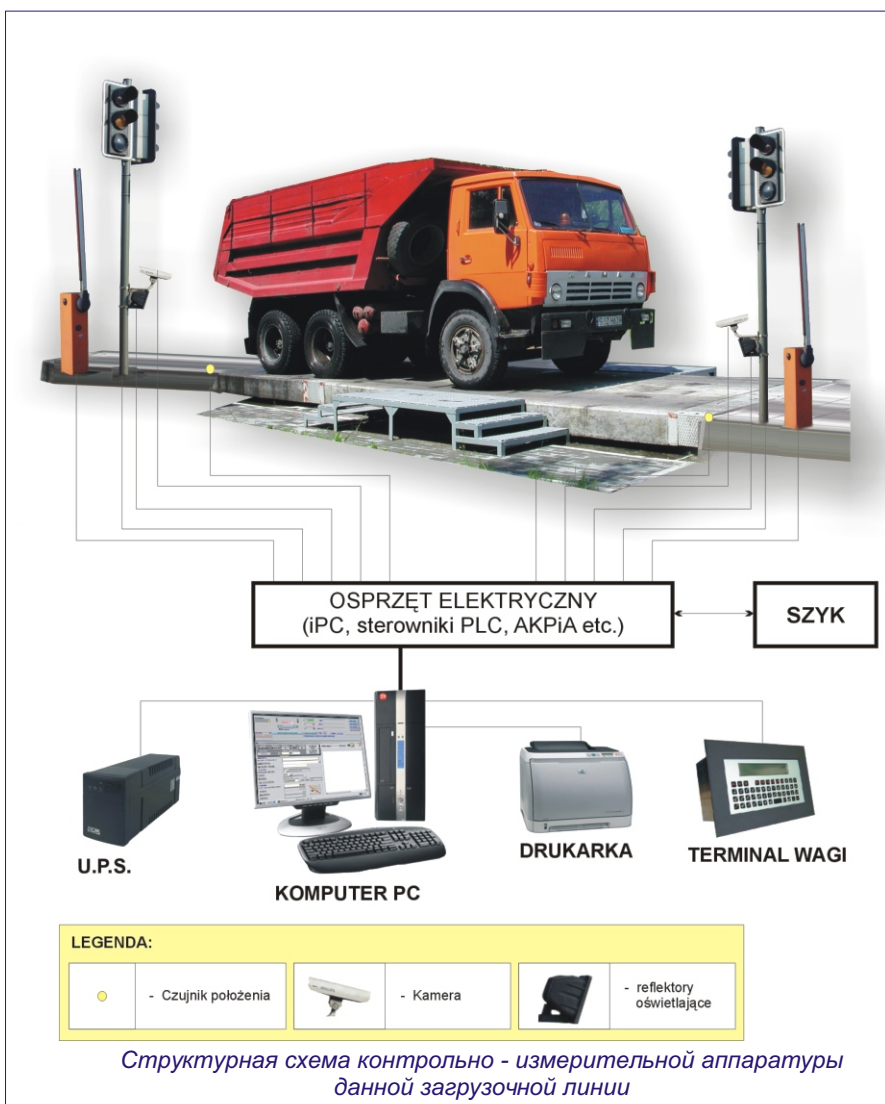 OSPRZĘT ELEKTRYCZNY
(iPC, sterowniki PLC, AKPiA etc.)
SZYK
U.P.S.
KOMPUTER PC
DRUKARKA
TERMINAL WAGI
LEGENDA:
- Czujnik położenia
- Kamera
- reflektory
oświetlające
Структурная схема контрольно - измерительной аппаратуры
данной загрузочной линии